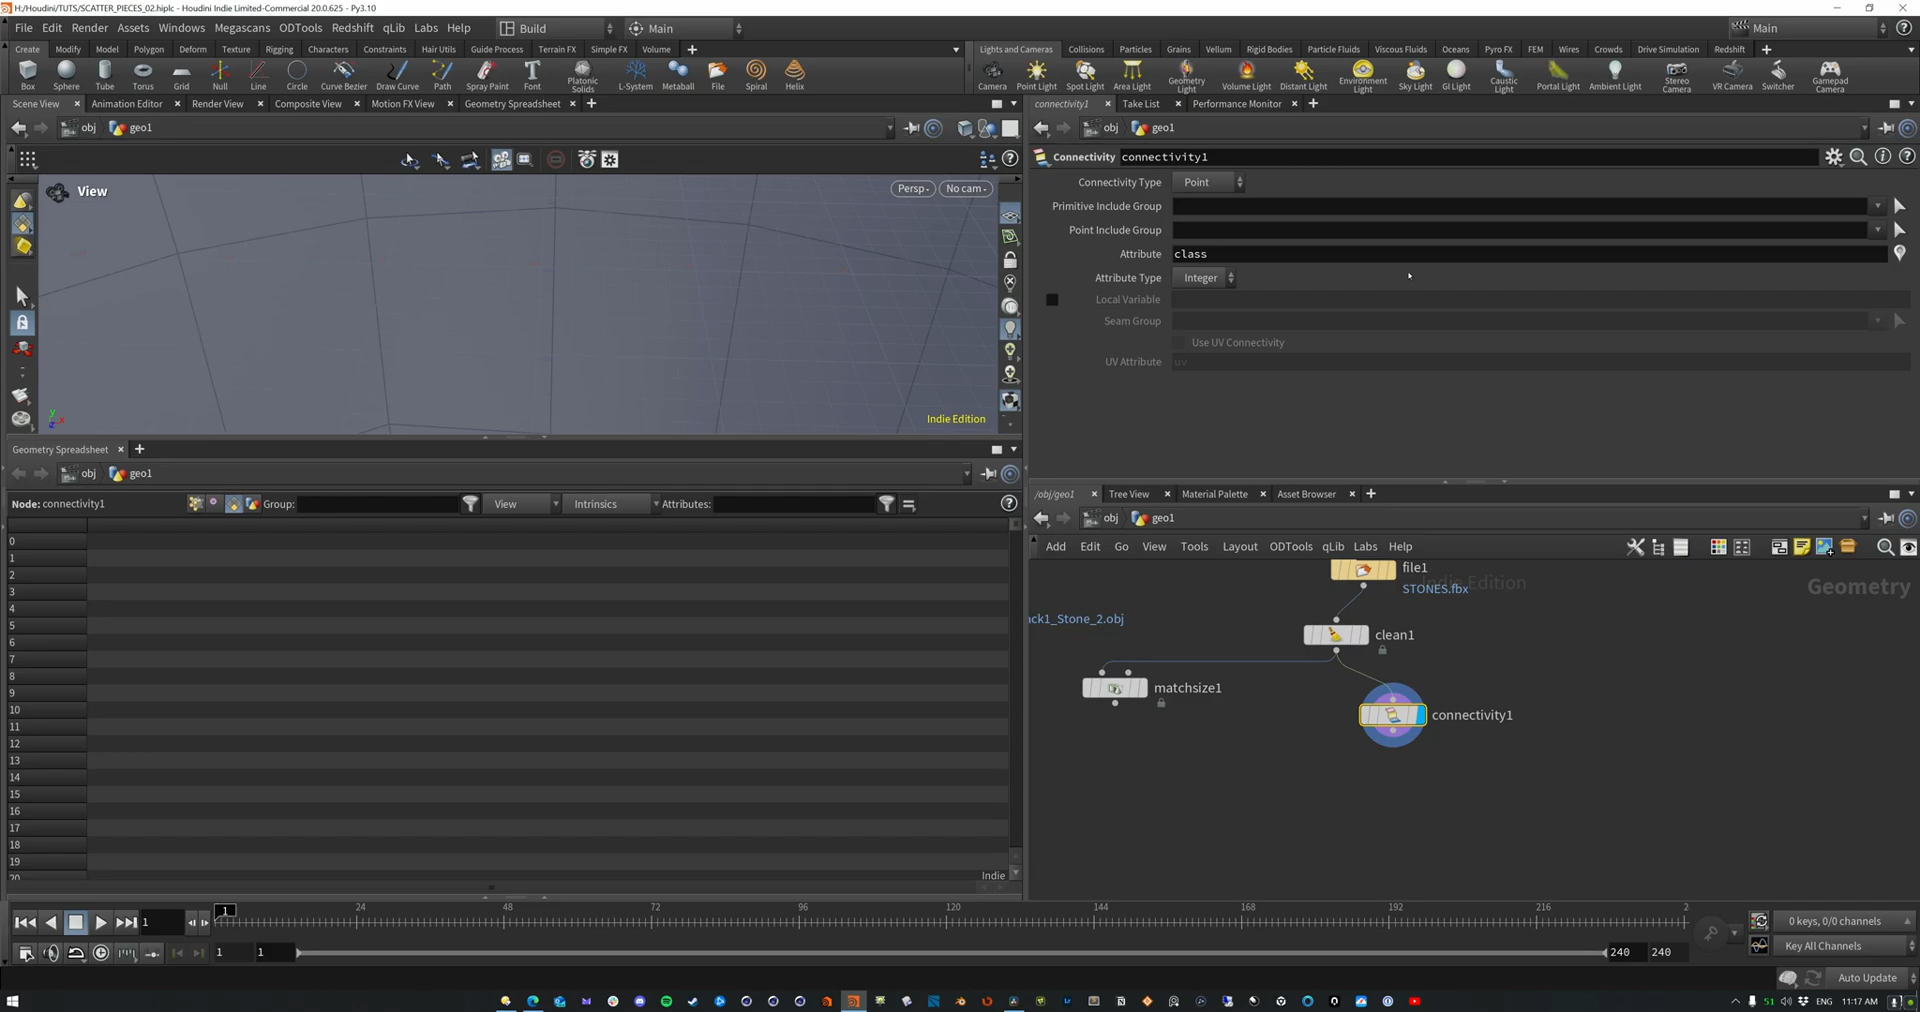 H:/Houdini/TUTS/SCATTER_PIECES_02.hiplc - Houdini Indie Limited-Commercial 20.0.625 - Py3.10
File Edit Render Assets Windows Megascans ODTools Redshift qLib Labs Help
Build
Main
Main
Create Modify Model Polygon Deform Texture Rigging Characters Constraints Hair Utils Guide Process Terrain FX Simple FX Volume
Lights and Cameras Collisions Particles Grains Vellum Rigid Bodies Particle Fluids Viscous Fluids Oceans Pyro FX FEM Wires Crowds Drive Simulation Redshift
Box Sphere Tube Torus Grid Null Line Circle Curve Bezier Draw Curve Path Spray Paint Font Platonic Solids L-System Metaball File Spiral Helix
Camera Point Light Spot Light Area Light Geometry Light Volume Light Distant Light Environment Light Sky Light GI Light Caustic Light Portal Light Ambient Light Stereo Camera VR Camera Switcher Gamepad Camera
Scene View Animation Editor Render View Composite View Motion FX View Geometry Spreadsheet
connectivity1 Take List Performance Monitor
obj geo1
obj geo1
Connectivity connectivity1
Connectivity Type Point
Primitive Include Group
Point Include Group
Attribute class
Attribute Type Integer
Local Variable
Seam Group
Use UV Connectivity
UV Attribute uv
View
Persp
No cam
y
x
z
Indie Edition
Geometry Spreadsheet
obj geo1
Node: connectivity1 Group: View Intrinsics Attributes:
0
1
2
3
4
5
6
7
8
9
10
11
12
13
14
15
16
17
18
19
20
Indie
/obj/geo1 Tree View Material Palette Asset Browser
obj geo1
Add Edit Go View Tools Layout ODTools qLib Labs Help
Indie Edition
Geometry
file1
STONES.fbx
ack1_Stone_2.obj
clean1
matchsize1
connectivity1
1
1
24 48 72 96 120 144 168 192 216 2
0 keys, 0/0 channels
1 1 240 240
Key All Channels
Auto Update
51 ENG 11:17 AM